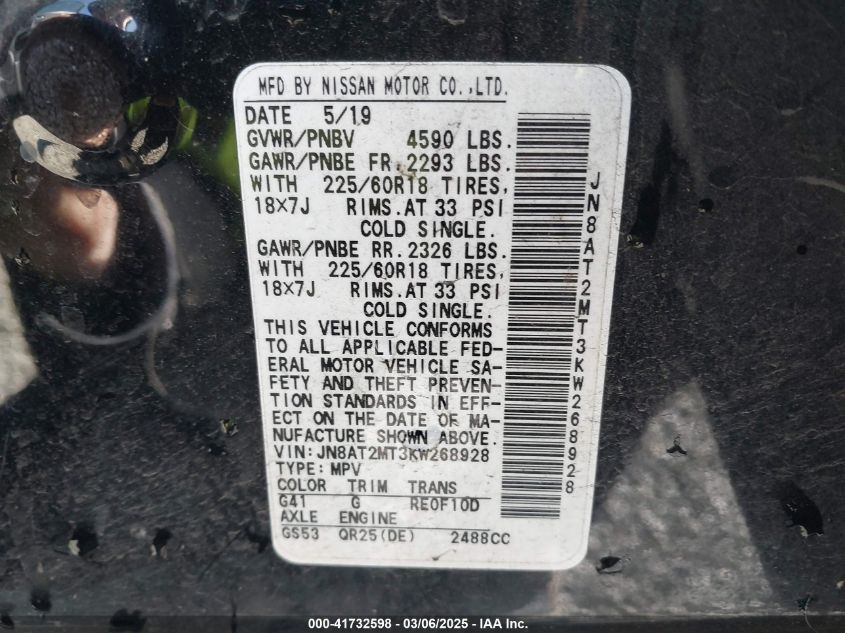 MFD BY NISSAN MOTOR CO.,LTD.
DATE 5/19
GVWR/PNBV 4590 LBS.
GAWR/PNBE FR.2293 LBS.
WITH 225/60R18 TIRES,
18×7J RIMS.AT 33 PSI
COLD SINGLE.
GAWR/PNBE RR.2326 LBS.
WITH 225/60R18 TIRES,
18×7J RIMS.AT 33 PSI
COLD SINGLE.
THIS VEHICLE CONFORMS
TO ALL APPLICABLE FED-
ERAL MOTOR VEHICLE SA-
FETY AND THEFT PREVEN-
TION STANDARDS IN EFF-
ECT ON THE DATE OF MA-
NUFACTURE SHOWN ABOVE.
VIN:JN8AT2MT3KW268928
TYPE:MPV
COLOR TRIM TRANS
G41 G RE0F10D
AXLE ENGINE
GS53 QR25(DE) 2488CC
JN8AT2MT3KW268928
000-41732598 - 03/06/2025 - IAA Inc.